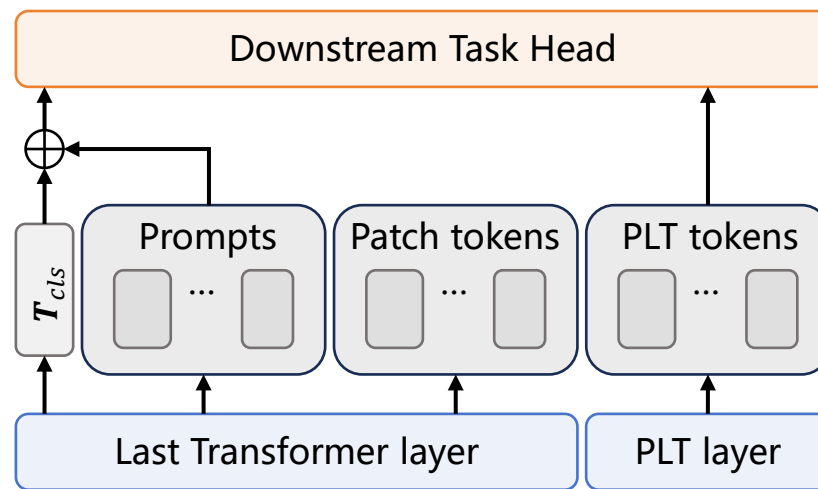 Downstream Task Head
T_cls
Prompts
...
Patch tokens
...
PLT tokens
...
Last Transformer layer
PLT layer